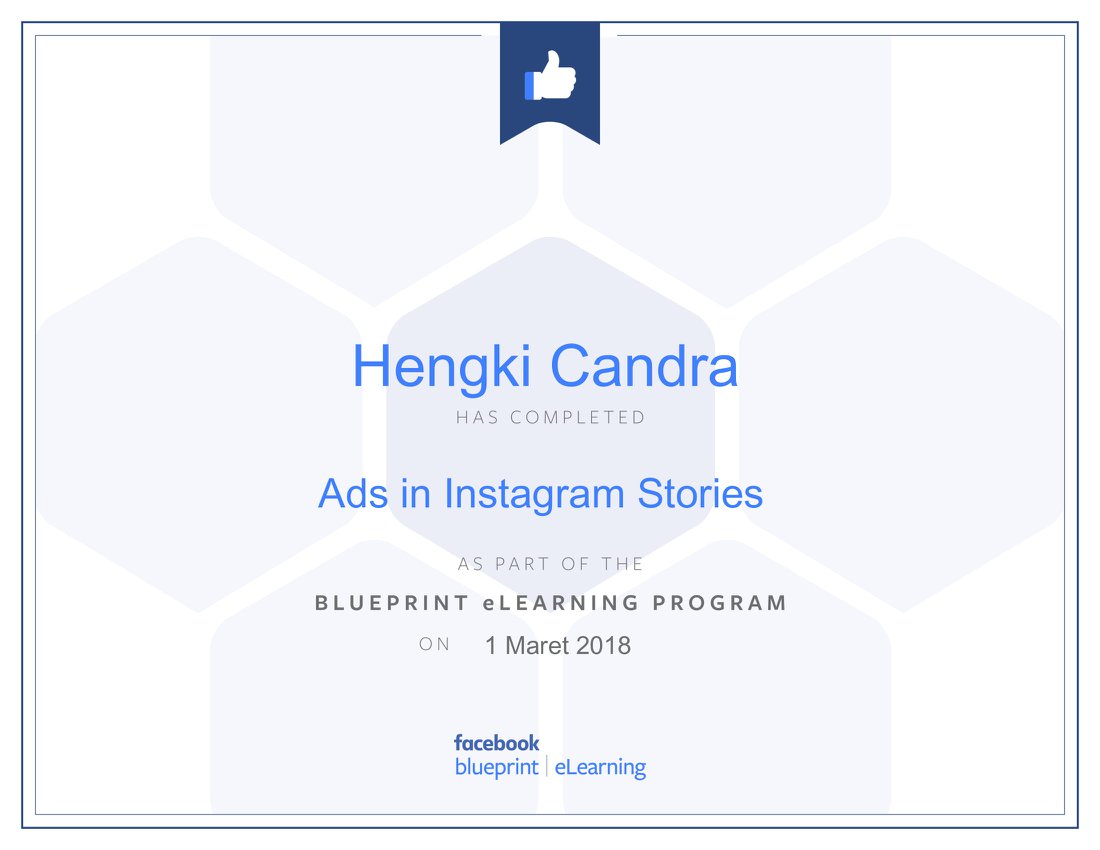 Hengki Candra
HAS COMPLETED
Ads in Instagram Stories
AS PART OF THE
BLUEPRINT eLEARNING PROGRAM
ON 1 Maret 2018
facebook
blueprint | eLearning